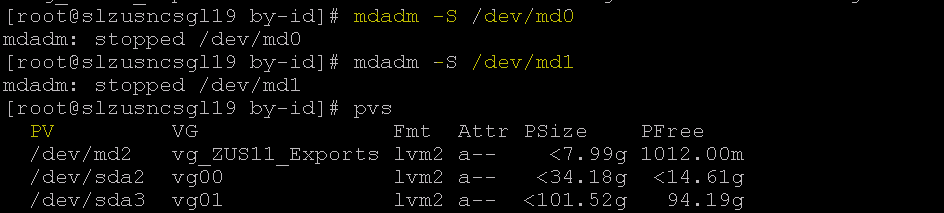 [root@slzusncsgl19 by-id]# mdadm -S /dev/md0
mdadm: stopped /dev/md0
[root@slzusncsgl19 by-id]# mdadm -S /dev/md1
mdadm: stopped /dev/md1
[root@slzusncsgl19 by-id]# pvs
PV VG Fmt Attr PSize PFree
/dev/md2 vg_ZUS11_Exports lvm2 a-- <7.99g 1012.00m
/dev/sda2 vg00 lvm2 a-- <34.18g <14.61g
/dev/sda3 vg01 lvm2 a-- <101.52g 94.19g